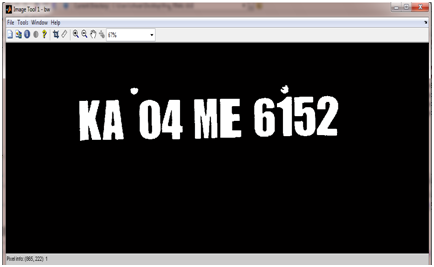 Image Tool 1 - bw
File Tools Window Help
67%
KA 04 ME 6152
Pixel info: (865, 222) 1